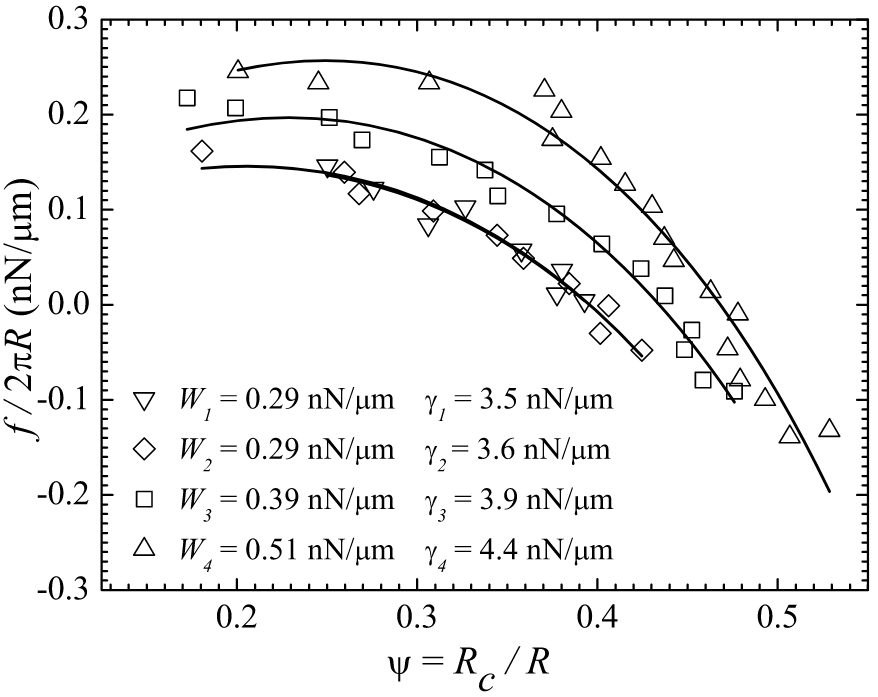 0.3
0.2
0.1
0.0
-0.1
-0.2
-0.3
f / 2πR (nN/μm)
W1 = 0.29 nN/μm γ1 = 3.5 nN/μm
W2 = 0.29 nN/μm γ2 = 3.6 nN/μm
W3 = 0.39 nN/μm γ3 = 3.9 nN/μm
W4 = 0.51 nN/μm γ4 = 4.4 nN/μm
0.2 0.3 0.4 0.5
ψ = Rc / R